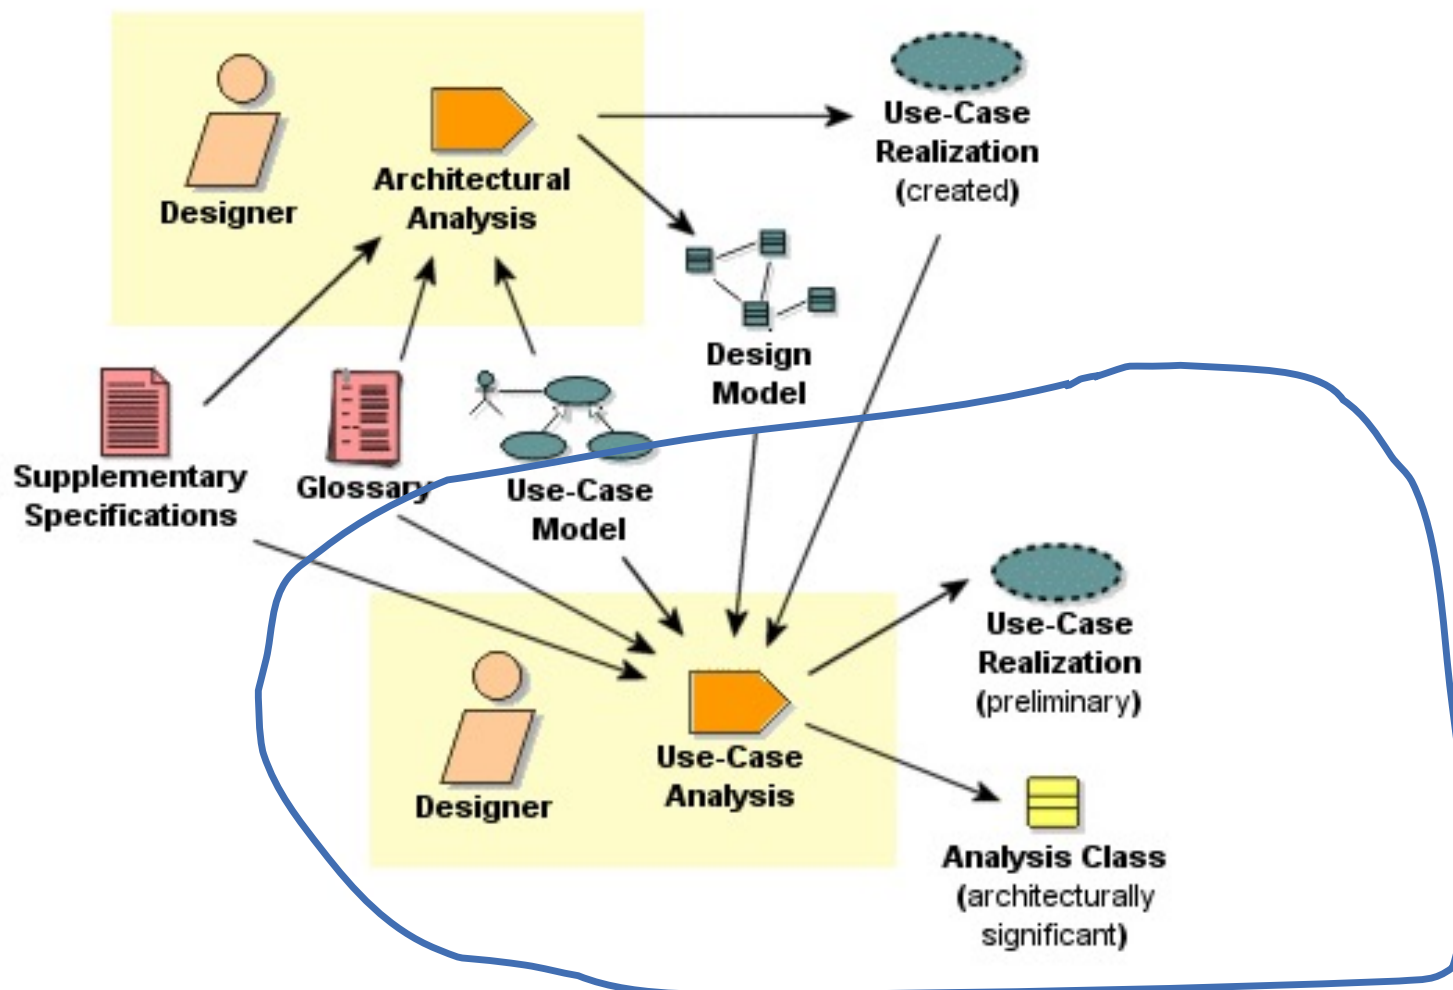 Use-Case
Realization
(created)
Architectural
Analysis
Designer
Design
Model
Supplementary
Specifications
Glossary
Use-Case
Model
Use-Case
Realization
(preliminary)
Use-Case
Analysis
Designer
Analysis Class
(architecturally
significant)